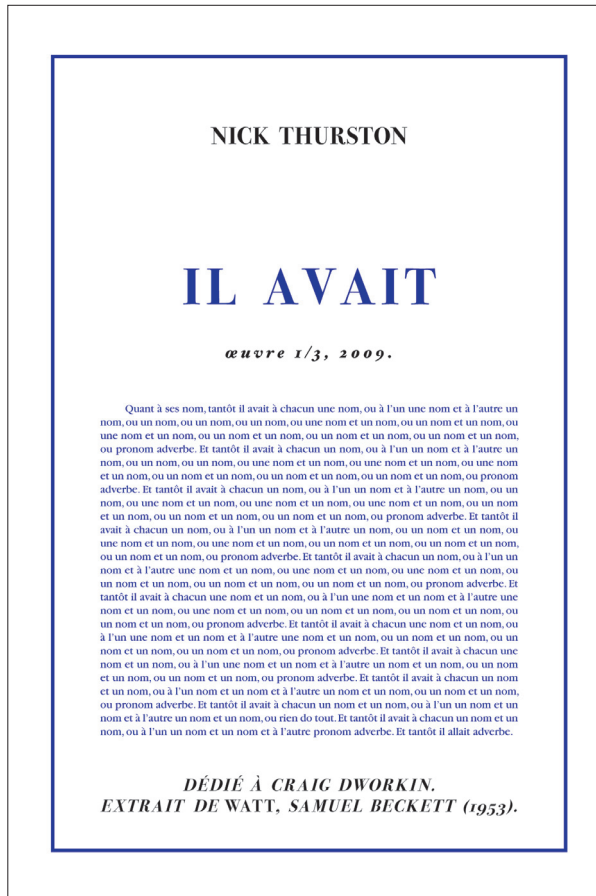 NICK THURSTON
IL AVAIT
œuvre 1/3, 2009.
Quant à ses nom, tantôt il avait à chacun une nom, ou à l'un une nom et à l'autre un
nom, ou un nom, ou un nom, ou un nom, ou une nom et un nom, ou un nom et un nom, ou
une nom et un nom, ou un nom et un nom, ou un nom et un nom, ou un nom et un nom,
ou pronom adverbe. Et tantôt il avait à chacun un nom, ou à l'un un nom et à l'autre un
nom, ou un nom, ou un nom, ou une nom et un nom, ou une nom et un nom, ou une nom
et un nom, ou un nom et un nom, ou un nom et un nom, ou un nom et un nom, ou pronom
adverbe. Et tantôt il avait à chacun un nom, ou à l'un un nom et à l'autre un nom, ou un
nom, ou une nom et un nom, ou une nom et un nom, ou une nom et un nom, ou un nom
et un nom, ou un nom et un nom, ou un nom et un nom, ou pronom adverbe. Et tantôt il
avait à chacun un nom, ou à l'un un nom et à l'autre un nom, ou un nom et un nom, ou
une nom et un nom, ou une nom et un nom, ou un nom et un nom, ou un nom et un nom,
ou un nom et un nom, ou pronom adverbe. Et tantôt il avait à chacun un nom, ou à l'un un
nom et à l'autre une nom et un nom, ou un nom et un nom, ou une nom et un nom, ou
un nom et un nom, ou un nom et un nom, ou un nom et un nom, ou pronom adverbe. Et
tantôt il avait à chacun une nom et un nom, ou à l'un une nom et un nom et à l'autre une
nom et un nom, ou une nom et un nom, ou un nom et un nom, ou un nom et un nom, ou
un nom et un nom, ou pronom adverbe. Et tantôt il avait à chacun une nom et un nom, ou
à l'un une nom et un nom et à l'autre une nom et un nom, ou un nom et un nom, ou un
nom et un nom, ou un nom et un nom, ou pronom adverbe. Et tantôt il avait à chacun une
nom et un nom, ou à l'un une nom et un nom et à l'autre un nom et un nom, ou un nom
et un nom, ou un nom et un nom, ou pronom adverbe. Et tantôt il avait à chacun un nom
et un nom, ou à l'un un nom et un nom et à l'autre un nom et un nom, ou un nom et un nom,
ou pronom adverbe. Et tantôt il avait à chacun un nom et un nom, ou à l'un un nom et un
nom et à l'autre un nom et un nom, ou rien do tout. Et tantôt il avait à chacun un nom et un
nom, ou à l'un un nom et un nom et à l'autre pronom adverbe. Et tantôt il allait adverbe.
DÉDIÉ À CRAIG DWORKIN.
EXTRAIT DE WATT, SAMUEL BECKETT (1953).